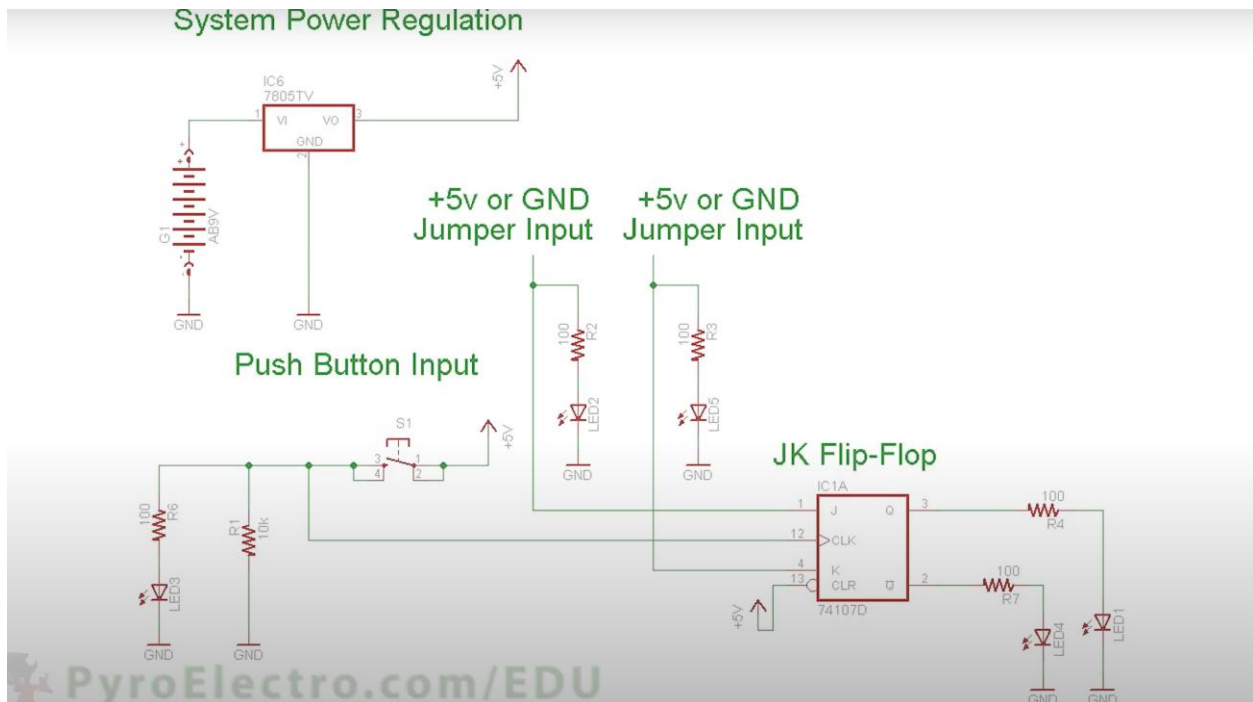 System Power Regulation
IC6
7805TV
1 VI VO 3
GND
2
+5V
G1
AB9V
GND
GND
+5v or GND
Jumper Input
+5v or GND
Jumper Input
100
R2
LED2
GND
100
R3
LED5
GND
Push Button Input
S1
3 1
4 2
+5V
100
R6
LED3
GND
R1
10k
GND
JK Flip-Flop
IC1A
1 J Q 3
12 CLK
4 K
13 CLR Q 2
74107D
+5V
100
R4
LED1
GND
100
R7
LED4
GND
PyroElectro.com/EDU